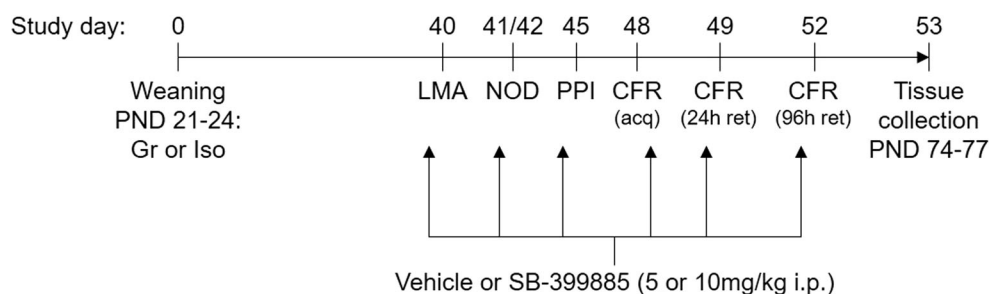 Study day: 0 40 41/42 45 48 49 52 53
Weaning LMA NOD PPI CFR CFR CFR Tissue
PND 21-24: (acq) (24h ret) (96h ret) collection
Gr or Iso PND 74-77
Vehicle or SB-399885 (5 or 10mg/kg i.p.)